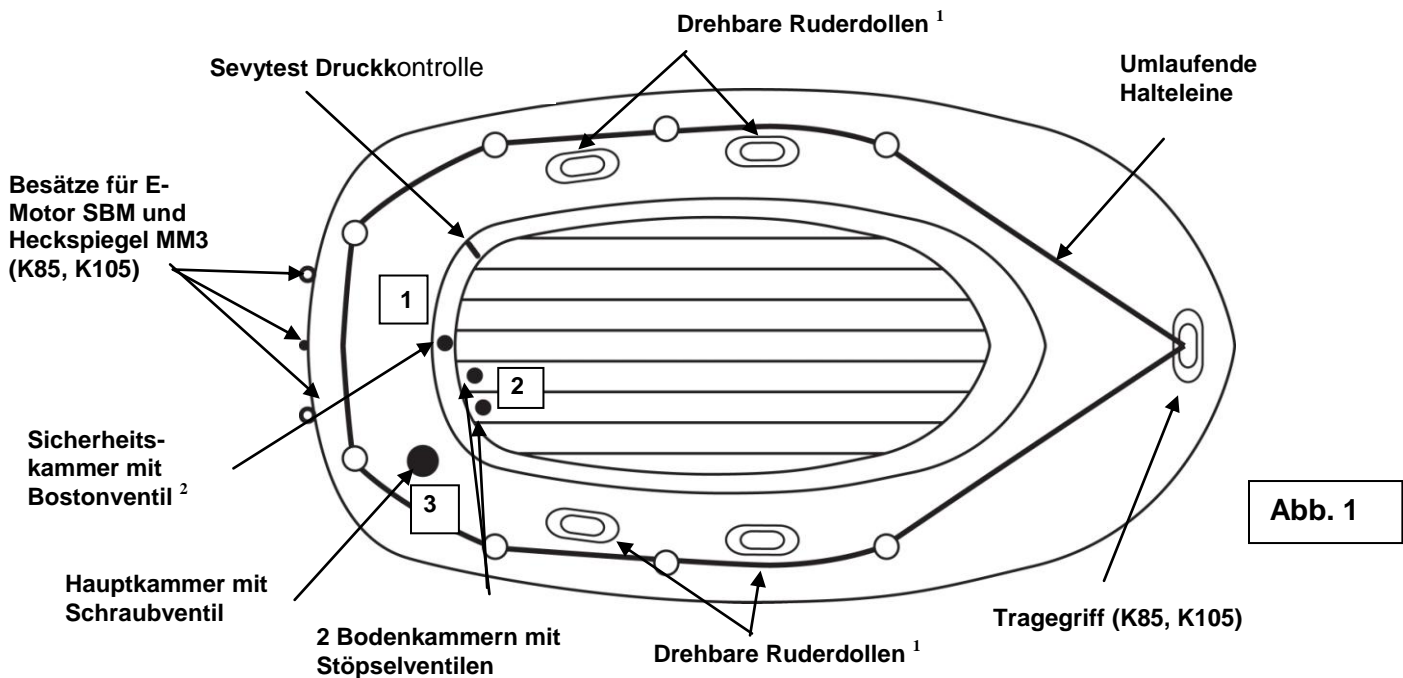 Drehbare Ruderdollen ¹
Sevytest Druckkontrolle
Umlaufende
Halteleine
Besätze für E-
Motor SBM und
Heckspiegel MM3
(K85, K105)
1
2
Sicherheits-
kammer mit
Bostonventil ²
3
Abb. 1
Hauptkammer mit
Schraubventil
2 Bodenkammern mit
Stöpselventilen
Drehbare Ruderdollen ¹
Tragegriff (K85, K105)